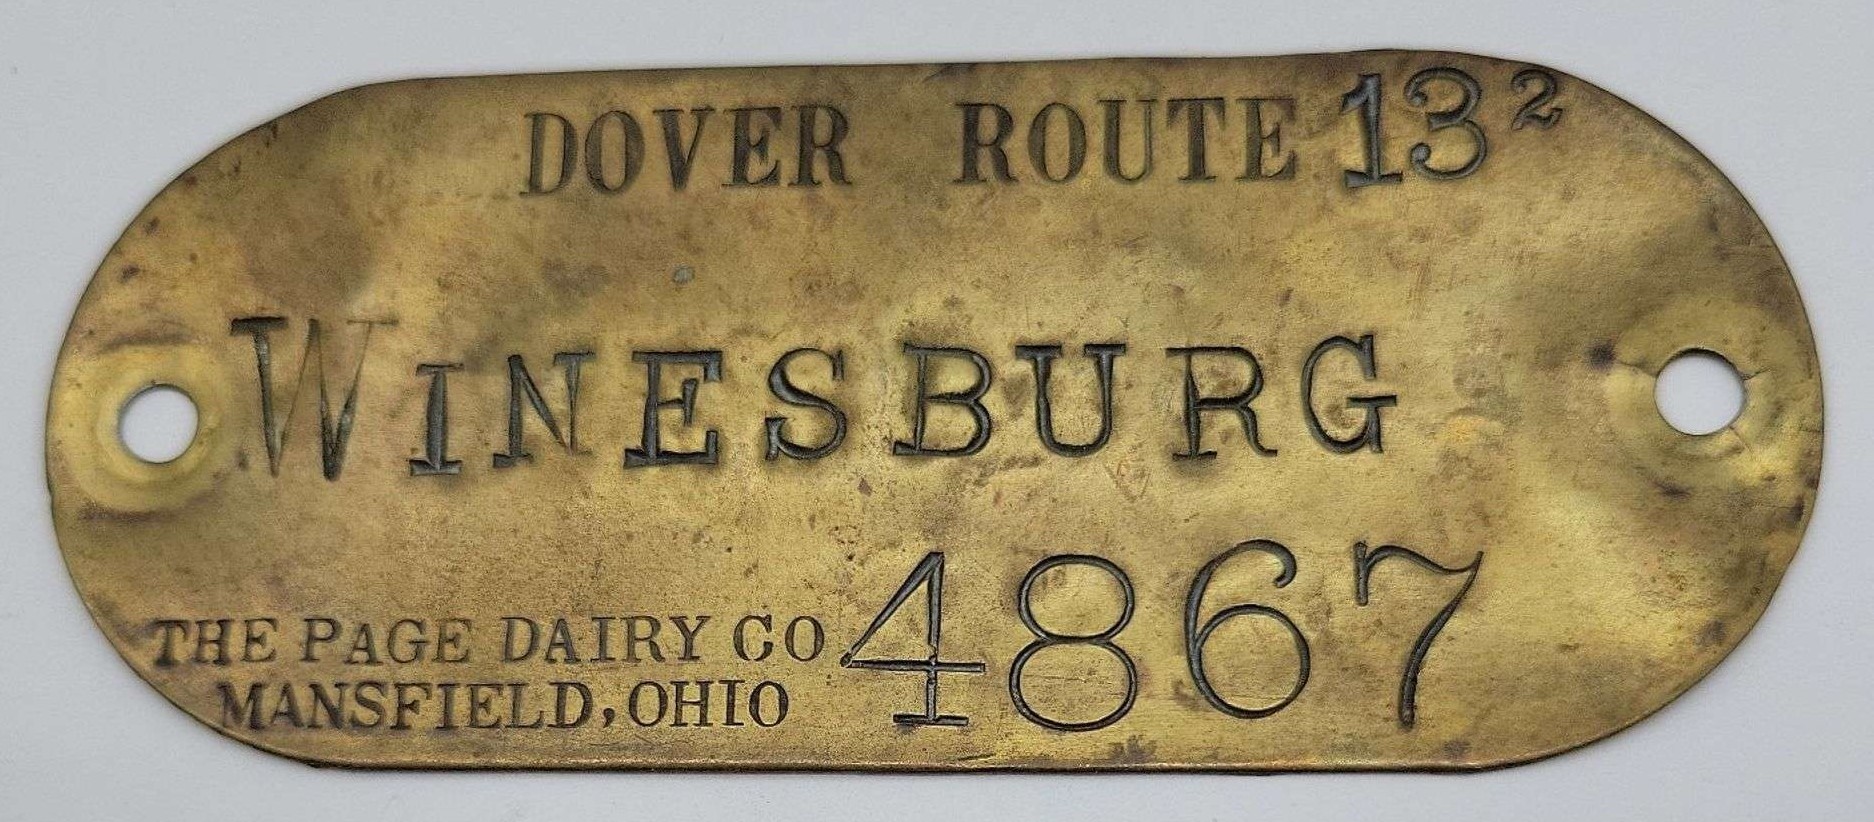 DOVER ROUTE 13²
WINESBURG
4867
THE PAGE DAIRY CO
MANSFIELD, OHIO